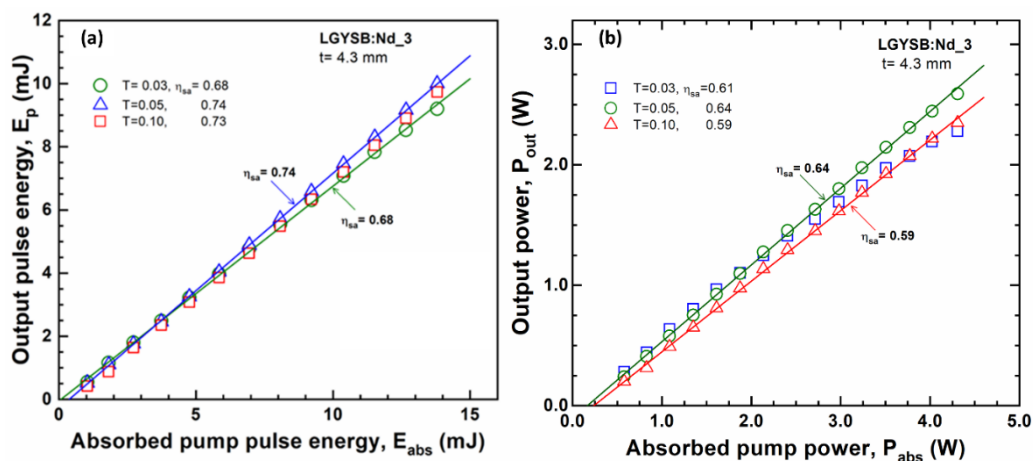 (a)
LGYSB:Nd_3
t= 4.3 mm
T= 0.03, ηsa = 0.68
T=0.05, 0.74
T=0.10, 0.73
ηsa= 0.74
ηsa= 0.68
Output pulse energy, Ep (mJ)
12
10
8
6
4
2
0
0
5
10
15
Absorbed pump pulse energy, Eabs (mJ)
(b)
LGYSB:Nd_3
t= 4.3 mm
T=0.03, ηsa=0.61
T=0.05, 0.64
T=0.10, 0.59
ηsa= 0.64
ηsa= 0.59
Output power, Pout (W)
3.0
2.0
1.0
0.0
0.0
1.0
2.0
3.0
4.0
5.0
Absorbed pump power, Pabs (W)